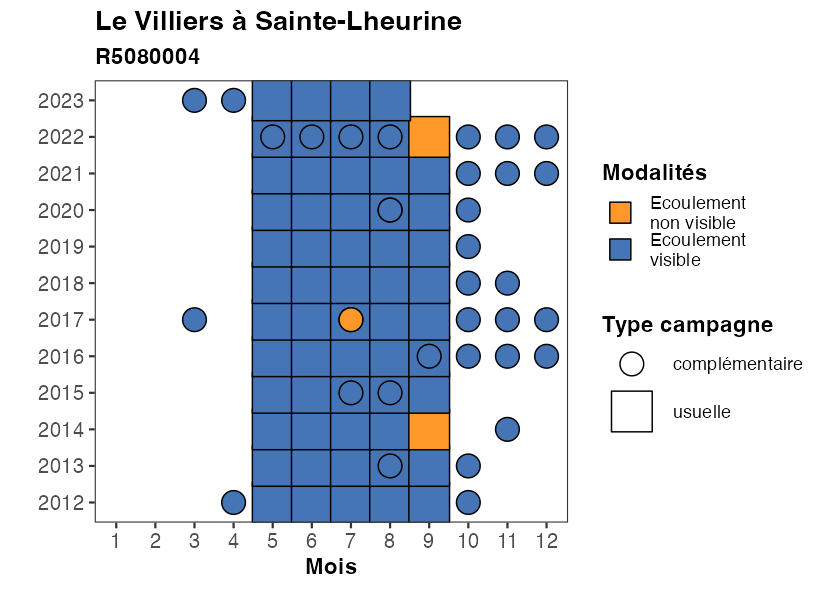 Le Villiers à Sainte-Lheurine
R5080004
2023
2022
2021
2020
2019
2018
2017
2016
2015
2014
2013
2012
1 2 3 4 5 6 7 8 9 10 11 12
Mois
Modalités
Ecoulement
non visible
Ecoulement
visible
Type campagne
complémentaire
usuelle